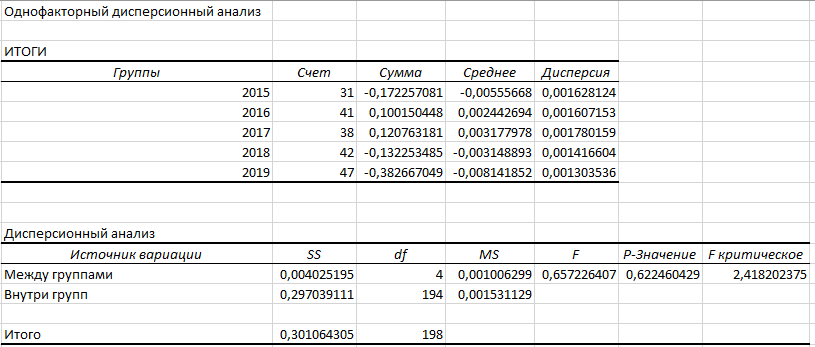 Однофакторный дисперсионный анализ
ИТОГИ
Группы Счет Сумма Среднее Дисперсия
2015 31 -0,172257081 -0,00555668 0,001628124
2016 41 0,100150448 0,002442694 0,001607153
2017 38 0,120763181 0,003177978 0,001780159
2018 42 -0,132253485 -0,003148893 0,001416604
2019 47 -0,382667049 -0,008141852 0,001303536
Дисперсионный анализ
Источник вариации SS df MS F P-Значение F критическое
Между группами 0,004025195 4 0,001006299 0,657226407 0,622460429 2,418202375
Внутри групп 0,297039111 194 0,001531129
Итого 0,301064305 198